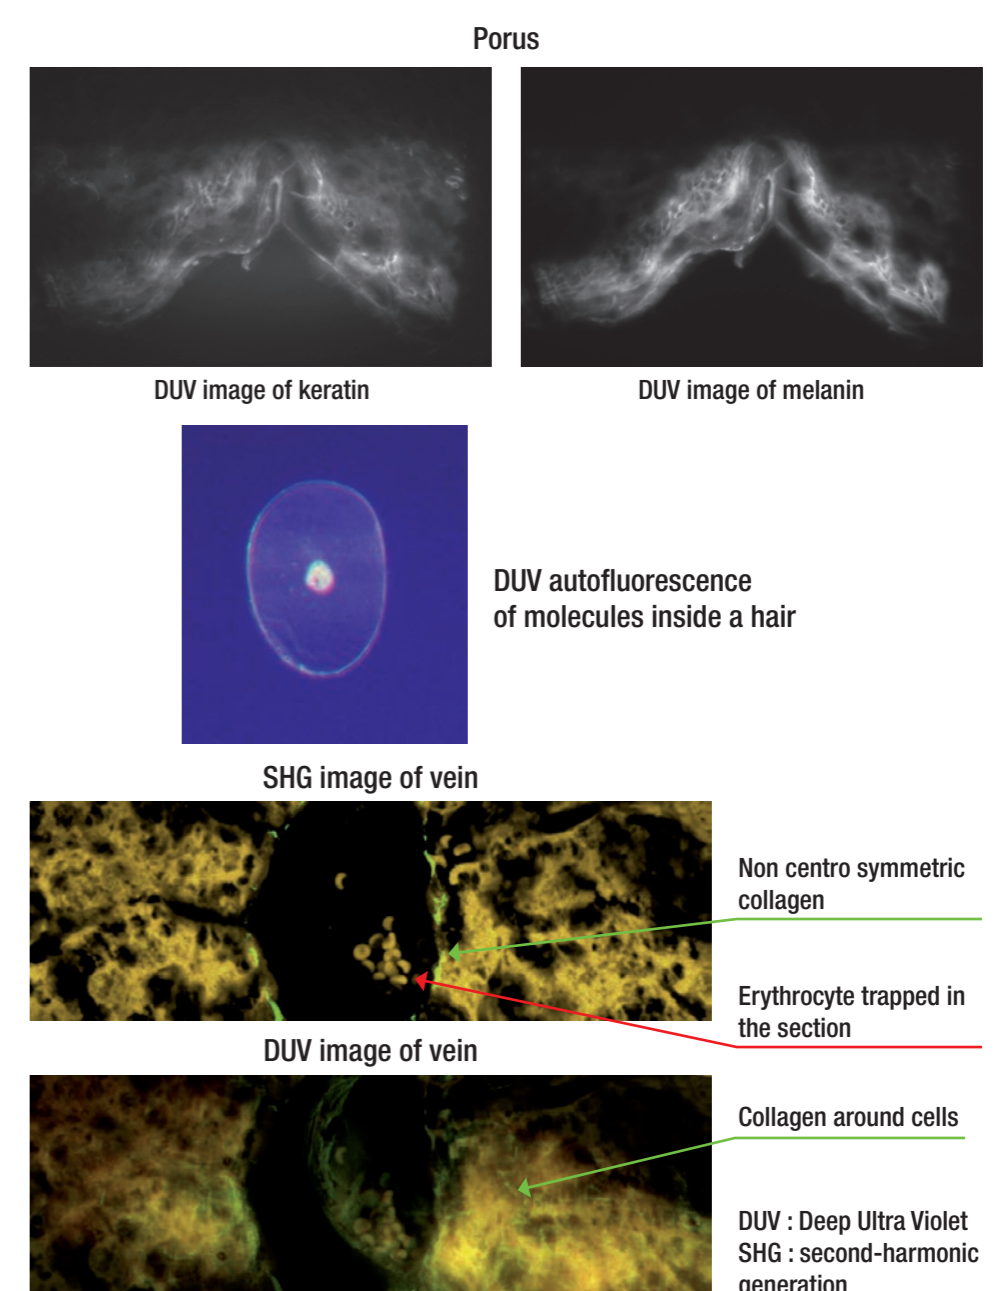 Porus
DUV image of keratin
DUV image of melanin
DUV autofluorescence
of molecules inside a hair
SHG image of vein
Non centro symmetric
collagen
Erythrocyte trapped in
the section
DUV image of vein
Collagen around cells
DUV : Deep Ultra Violet
SHG : second-harmonic
generation